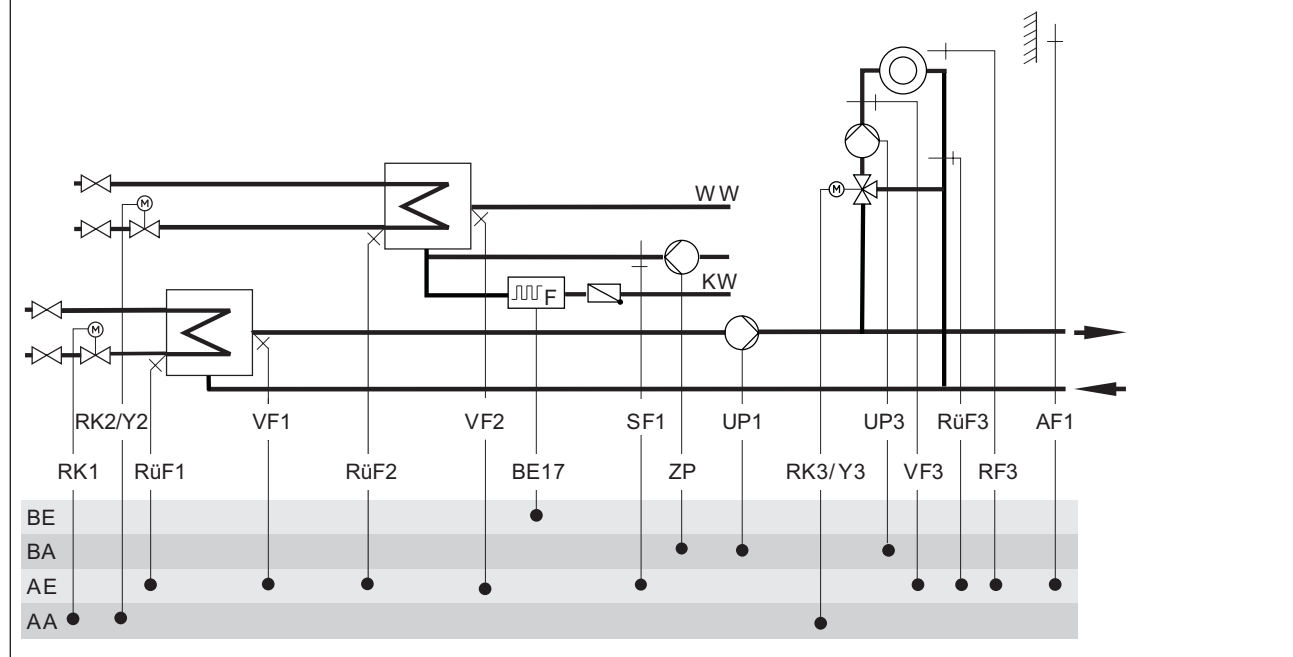 WW
M
M
KW
F
M
RK2/Y2 VF1 VF2 SF1 UP1 UP3 RüF3 AF1
RK1 RüF1 RüF2 BE17 ZP RK3/Y3 VF3 RF3
BE
BA
AE
AA